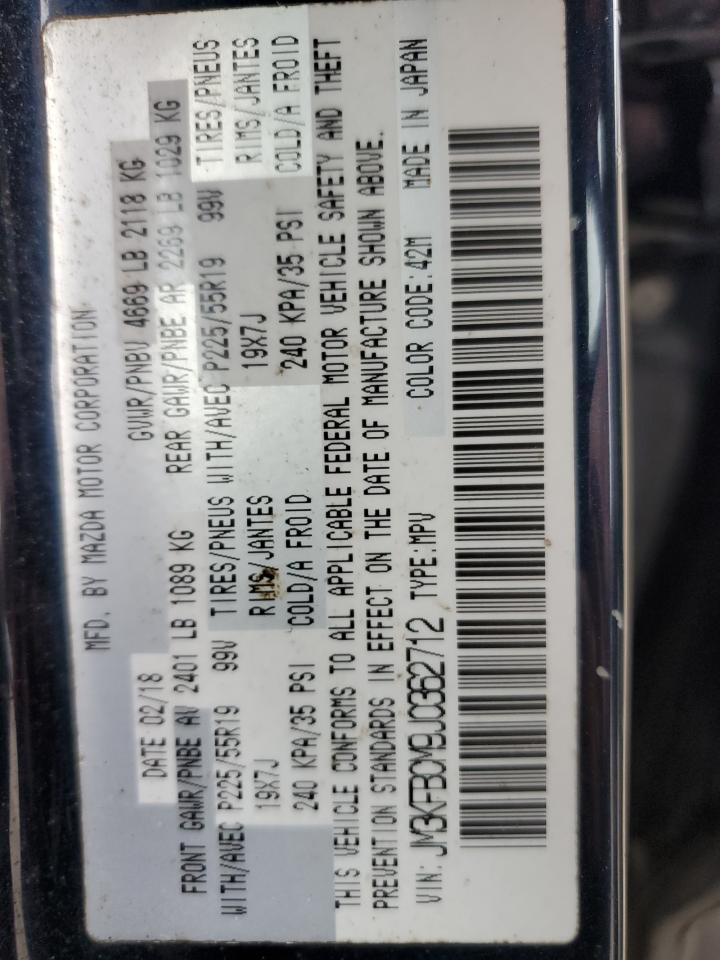 MFD. BY MAZDA MOTOR CORPORATION
DATE 02/18 GVWR/PNBV 4669 LB 2118 KG
FRONT GAWR/PNBE AV 2401 LB 1089 KG REAR GAWR/PNBE AR 2269 LB 1029 KG
WITH/AVEC P225/55R19 99V TIRES/PNEUS WITH/AVEC P225/55R19 99V TIRES/PNEUS
19X7J RIMS/JANTES 19X7J RIMS/JANTES
240 KPA/35 PSI COLD/A FROID 240 KPA/35 PSI COLD/A FROID
THIS VEHICLE CONFORMS TO ALL APPLICABLE FEDERAL MOTOR VEHICLE SAFETY AND THEFT
PREVENTION STANDARDS IN EFFECT ON THE DATE OF MANUFACTURE SHOWN ABOVE.
VIN: JM3KFBCM9J0362712 TYPE:MPV COLOR CODE:42M MADE IN JAPAN